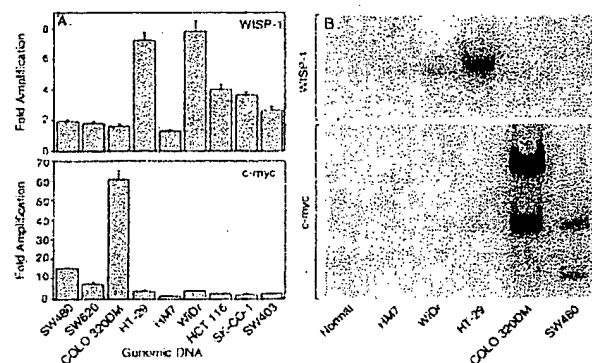 A.
WISP-1
Fold Amplification
8
6
4
2
0
c-myc
Fold Amplification
70
60
50
40
30
20
10
0
SW480
SW620
COLO 320DM
HT-29
HM7
WiDr
HCT 116
SK-CO-1
SW403
Genomic DNA
B.
WISP-1
c-myc
Normal
HM7
WiDr
HT-29
COLO 320DM
SW480